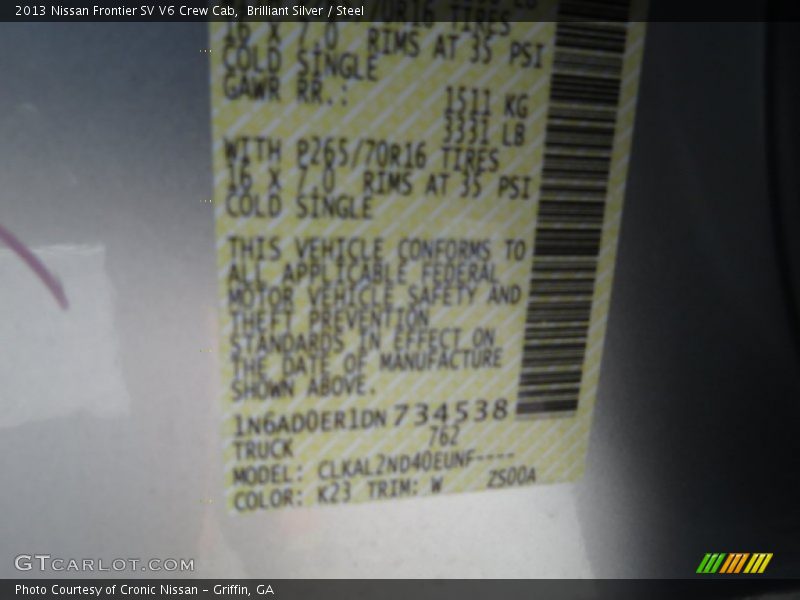 2013 Nissan Frontier SV V6 Crew Cab, Brilliant Silver / Steel
70R16 TIRES
16 X 7.0 RIMS AT 35 PSI
COLD SINGLE
GAWR RR.: 1511 KG
3331 LB
WITH P265/70R16 TIRES
16 X 7.0 RIMS AT 35 PSI
COLD SINGLE
THIS VEHICLE CONFORMS TO
ALL APPLICABLE FEDERAL
MOTOR VEHICLE SAFETY AND
THEFT PREVENTION
STANDARDS IN EFFECT ON
THE DATE OF MANUFACTURE
SHOWN ABOVE.
1N6AD0ER1DN734538
TRUCK 762
MODEL: CLKAL2ND40EUNF----
COLOR: K23 TRIM: W ZS00A
GTCARLOT.COM
Photo Courtesy of Cronic Nissan - Griffin, GA